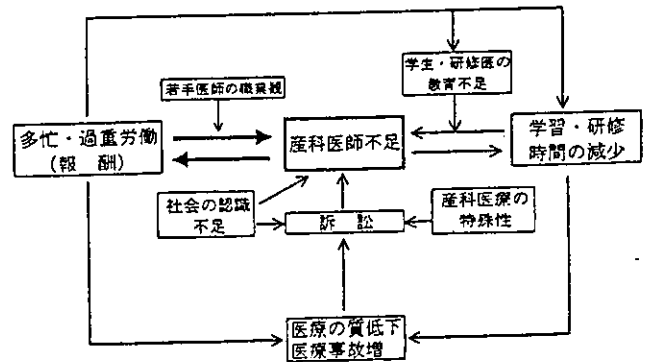 学生・研修医の
教育不足
若手医師の職業観
多忙・過重労働
(報 酬)
産科医師不足
学習・研修
時間の減少
社会の認識
不足
訴 訟
産科医療の
特殊性
医療の質低下
医療事故増